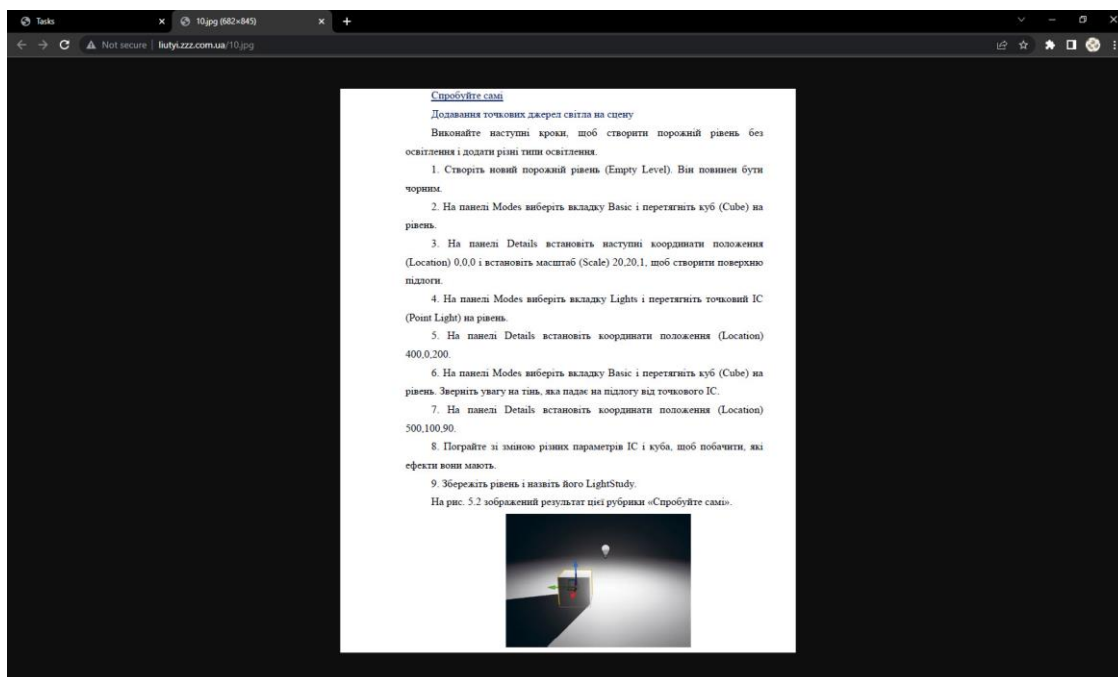 Tasks
10.jpg (682×845)
Not secure
liutyi.zzz.com.ua/10.jpg
Спробуйте самі
Додавання точкових джерел світла на сцену
Виконайте наступні кроки, щоб створити порожній рівень без
освітлення і додати різні типи освітлення.
1. Створіть новий порожній рівень (Empty Level). Він повинен бути
чорним.
2. На панелі Modes виберіть вкладку Basic і перетягніть куб (Cube) на
рівень.
3. На панелі Details встановіть наступні координати положення
(Location) 0,0,0 і встановіть масштаб (Scale) 20,20,1, щоб створити поверхню
підлоги.
4. На панелі Modes виберіть вкладку Lights і перетягніть точковий ІС
(Point Light) на рівень.
5. На панелі Details встановіть координати положення (Location)
400,0,200.
6. На панелі Modes виберіть вкладку Basic і перетягніть куб (Cube) на
рівень. Зверніть увагу на тінь, яка падає на підлогу від точкового ІС.
7. На панелі Details встановіть координати положення (Location)
500,100,90.
8. Пограйте зі зміною різних параметрів ІС і куба, щоб побачити, які
ефекти вони мають.
9. Збережіть рівень і назвіть його LightStudy.
На рис. 5.2 зображений результат цієї рубрики «Спробуйте самі».